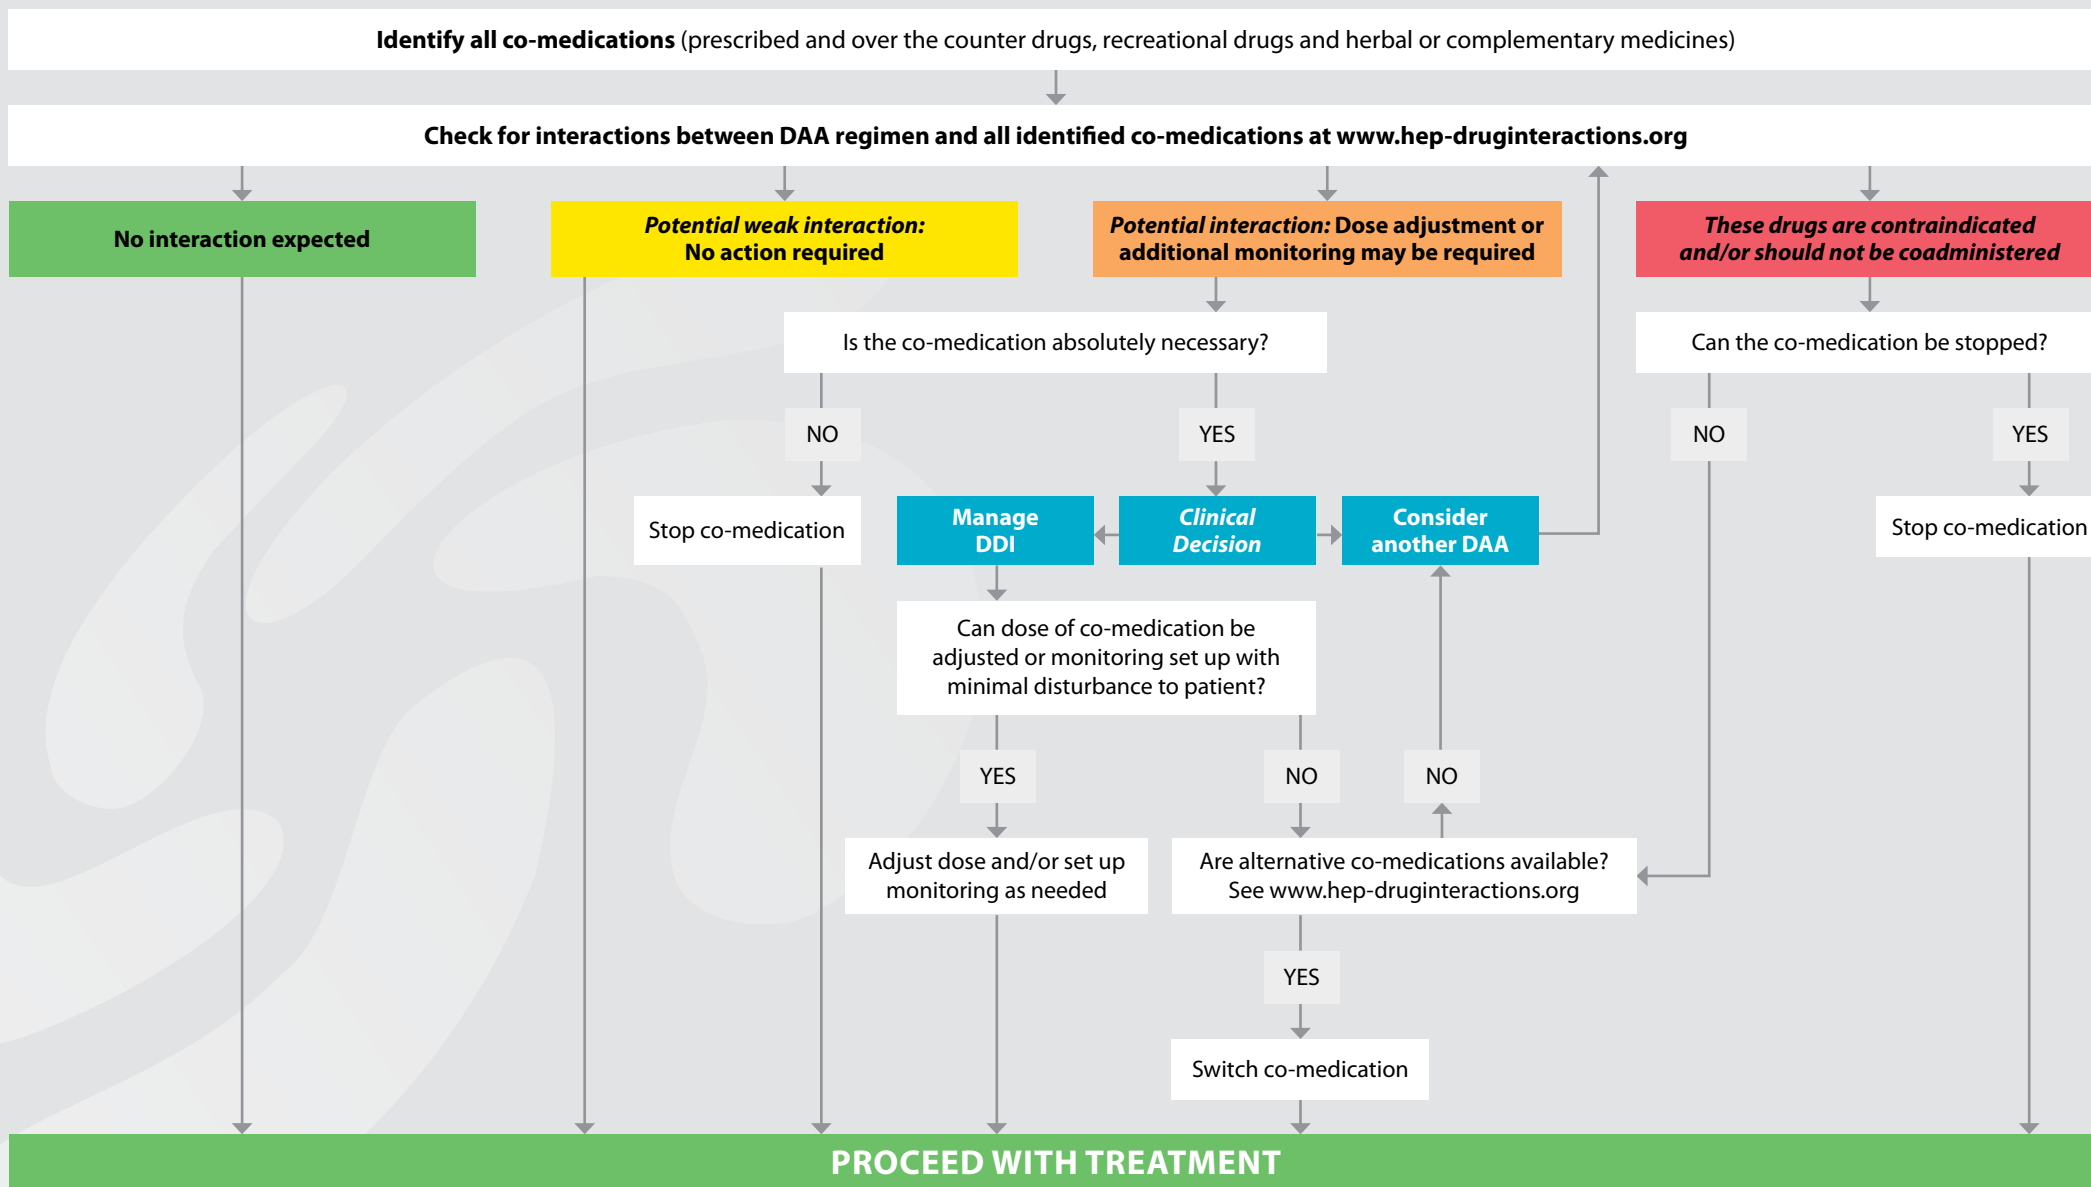 Identify all co-medications (prescribed and over the counter drugs, recreational drugs and herbal or complementary medicines)
Check for interactions between DAA regimen and all identified co-medications at www.hep-druginteractions.org
No interaction expected
Potential weak interaction:
No action required
Potential interaction: Dose adjustment or
additional monitoring may be required
These drugs are contraindicated
and/or should not be coadministered
Is the co-medication absolutely necessary?
Can the co-medication be stopped?
NO
YES
NO
YES
Stop co-medication
Manage
DDI
Clinical
Decision
Consider
another DAA
Stop co-medication
Can dose of co-medication be
adjusted or monitoring set up with
minimal disturbance to patient?
YES
NO
NO
Adjust dose and/or set up
monitoring as needed
Are alternative co-medications available?
See www.hep-druginteractions.org
YES
Switch co-medication
PROCEED WITH TREATMENT